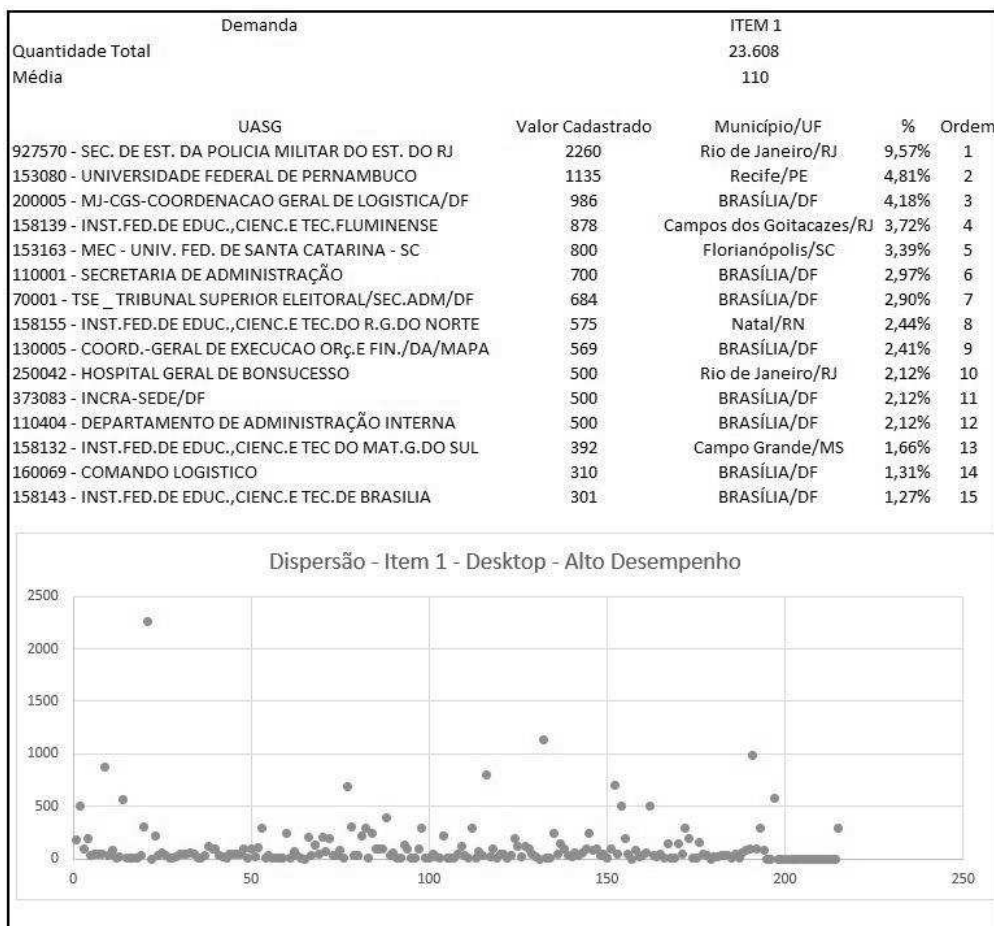 Demanda ITEM 1
Quantidade Total 23.608
Média 110
UASG Valor Cadastrado Município/UF % Ordem
927570 - SEC. DE EST. DA POLICIA MILITAR DO EST. DO RJ 2260 Rio de Janeiro/RJ 9,57% 1
153080 - UNIVERSIDADE FEDERAL DE PERNAMBUCO 1135 Recife/PE 4,81% 2
200005 - MJ-CGS-COORDENACAO GERAL DE LOGISTICA/DF 986 BRASÍLIA/DF 4,18% 3
158139 - INST.FED.DE EDUC.,CIENC.E TEC.FLUMINENSE 878 Campos dos Goitacazes/RJ 3,72% 4
153163 - MEC - UNIV. FED. DE SANTA CATARINA - SC 800 Florianópolis/SC 3,39% 5
110001 - SECRETARIA DE ADMINISTRAÇÃO 700 BRASÍLIA/DF 2,97% 6
70001 - TSE _ TRIBUNAL SUPERIOR ELEITORAL/SEC.ADM/DF 684 BRASÍLIA/DF 2,90% 7
158155 - INST.FED.DE EDUC.,CIENC.E TEC.DO R.G.DO NORTE 575 Natal/RN 2,44% 8
130005 - COORD.-GERAL DE EXECUCAO ORç.E FIN./DA/MAPA 569 BRASÍLIA/DF 2,41% 9
250042 - HOSPITAL GERAL DE BONSUCESSO 500 Rio de Janeiro/RJ 2,12% 10
373083 - INCRA-SEDE/DF 500 BRASÍLIA/DF 2,12% 11
110404 - DEPARTAMENTO DE ADMINISTRAÇÃO INTERNA 500 BRASÍLIA/DF 2,12% 12
158132 - INST.FED.DE EDUC.,CIENC.E TEC DO MAT.G.DO SUL 392 Campo Grande/MS 1,66% 13
160069 - COMANDO LOGISTICO 310 BRASÍLIA/DF 1,31% 14
158143 - INST.FED.DE EDUC.,CIENC.E TEC.DE BRASILIA 301 BRASÍLIA/DF 1,27% 15
Dispersão - Item 1 - Desktop - Alto Desempenho
2500
2000
1500
1000
500
0
0 50 100 150 200 250